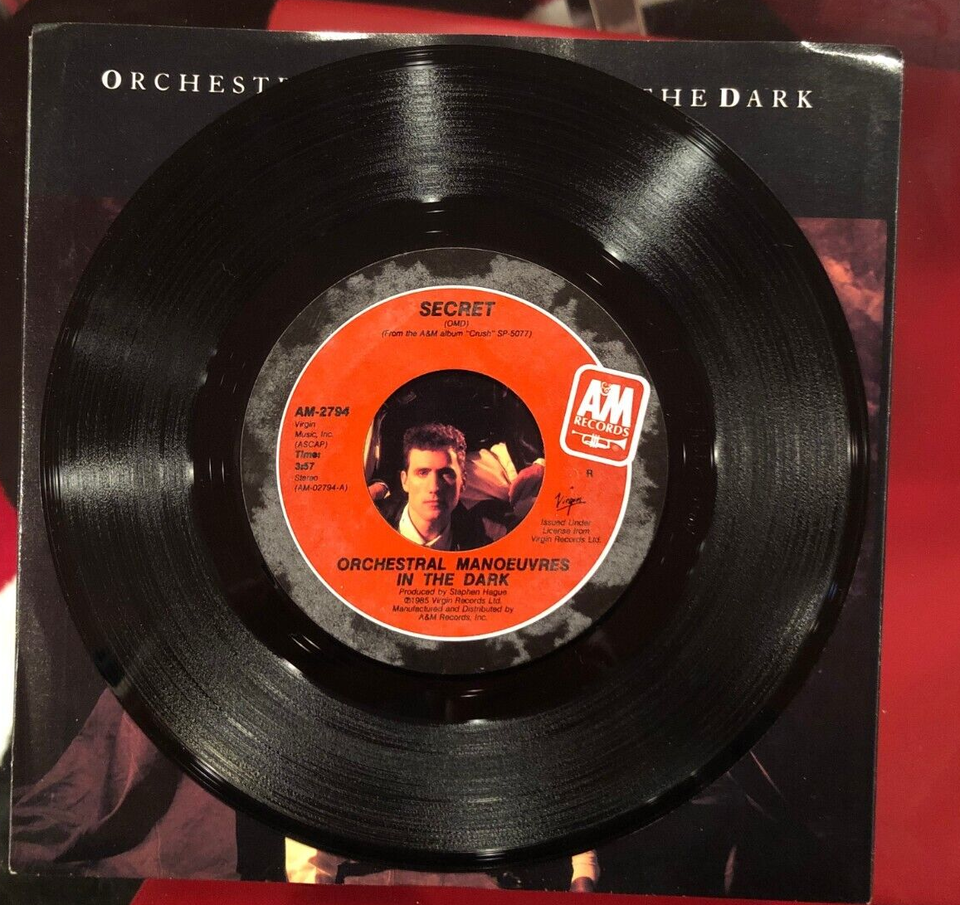 ORCHEST
THE DARK
SECRET
(OMD)
(From the A&M album "Crush" SP-5077)
AM-2794
Virgin
Music, Inc.
(ASCAP)
Time:
3:57
Stereo
(AM-02794-A)
A&M
RECORDS
R
Virgin
Issued Under
License from
Virgin Records Ltd.
ORCHESTRAL MANOEUVRES
IN THE DARK
Produced by Stephen Hague
℗1985 Virgin Records Ltd.
Manufactured and Distributed by
A&M Records, Inc.